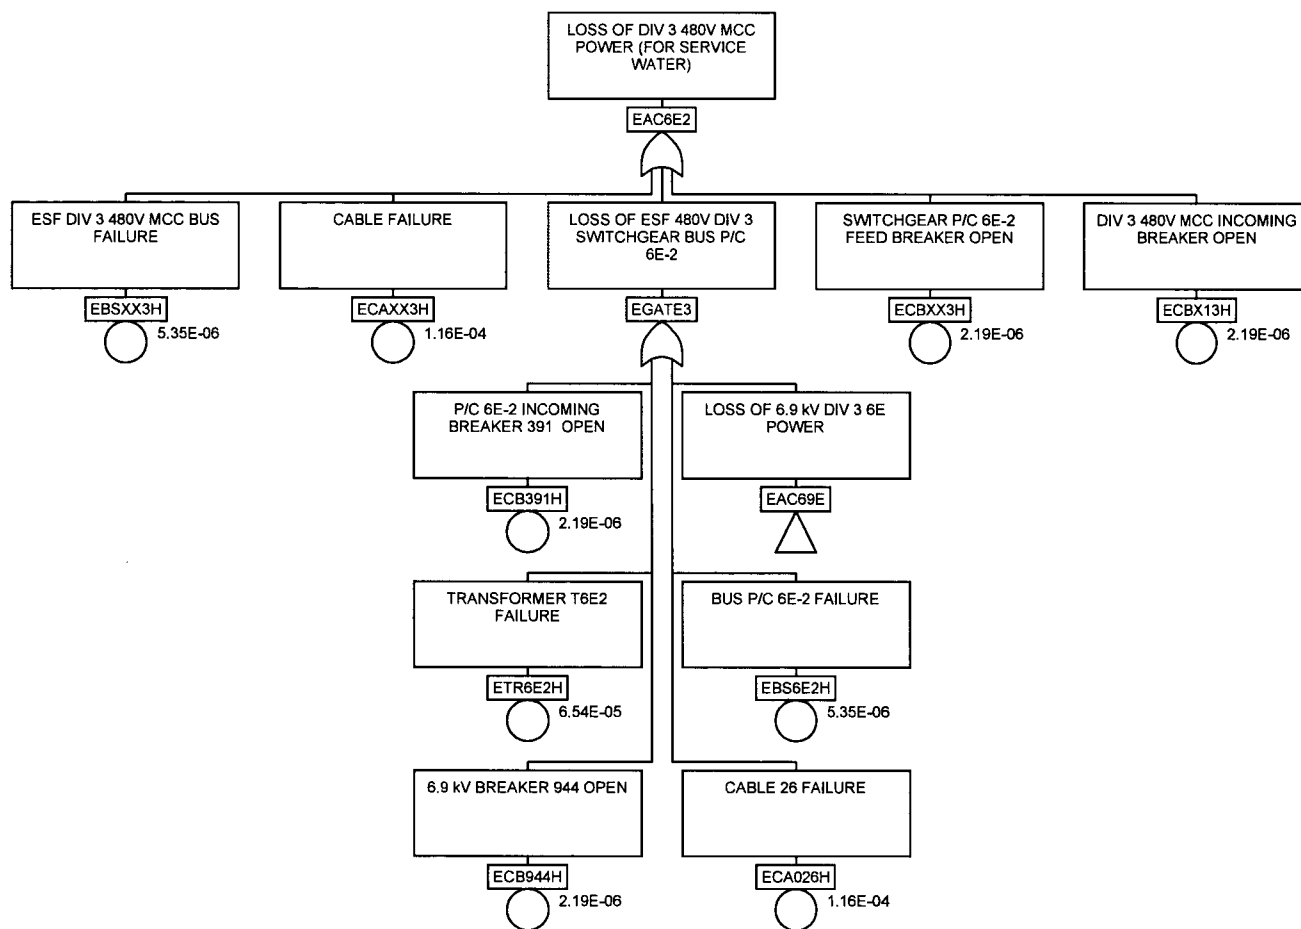 LOSS OF DIV 3 480V MCC
POWER (FOR SERVICE
WATER)
EAC6E2
ESF DIV 3 480V MCC BUS
FAILURE
EBSXX3H
5.35E-06
CABLE FAILURE
ECAXX3H
1.16E-04
LOSS OF ESF 480V DIV 3
SWITCHGEAR BUS P/C
6E-2
EGATE3
SWITCHGEAR P/C 6E-2
FEED BREAKER OPEN
ECBXX3H
2.19E-06
DIV 3 480V MCC INCOMING
BREAKER OPEN
ECBX13H
2.19E-06
P/C 6E-2 INCOMING
BREAKER 391 OPEN
ECB391H
2.19E-06
LOSS OF 6.9 kV DIV 3 6E
POWER
EAC69E
TRANSFORMER T6E2
FAILURE
ETR6E2H
6.54E-05
BUS P/C 6E-2 FAILURE
EBS6E2H
5.35E-06
6.9 kV BREAKER 944 OPEN
ECB944H
2.19E-06
CABLE 26 FAILURE
ECA026H
1.16E-04